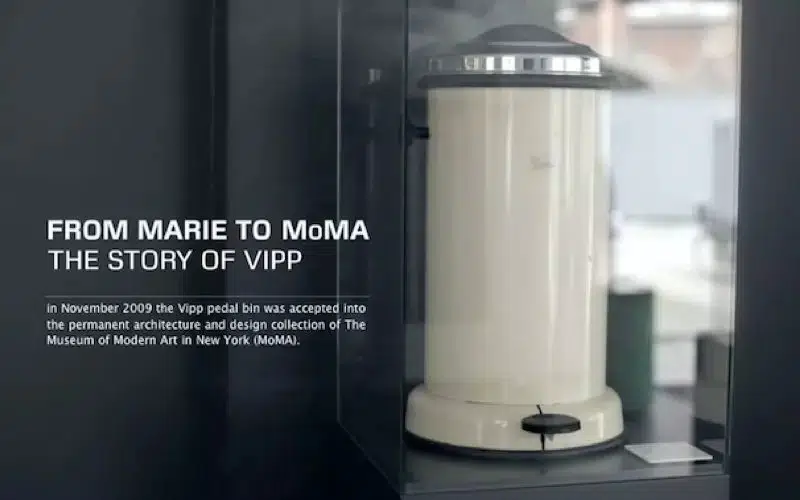 FROM MARIE TO MoMA
THE STORY OF VIPP
in November 2009 the Vipp pedal bin was accepted into
the permanent architecture and design collection of The
Museum of Modern Art in New York (MoMA).